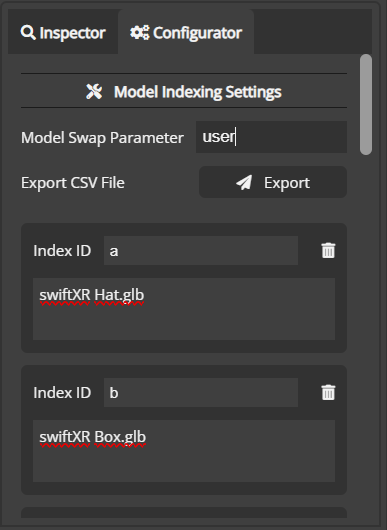 Inspector Configurator
Model Indexing Settings
Model Swap Parameter user
Export CSV File Export
Index ID a
swiftXR Hat.glb
Index ID b
swiftXR Box.glb